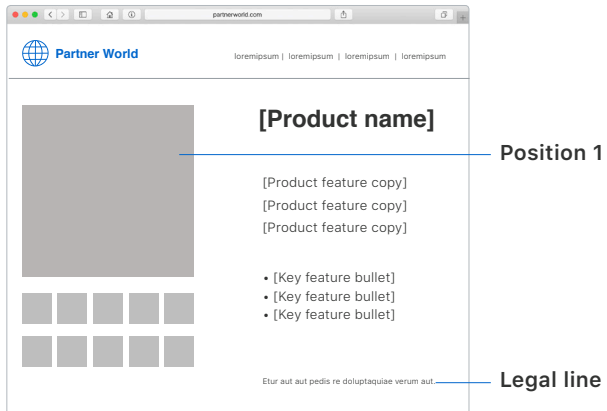 partnerworld.com
Partner World
loremipsum | loremipsum | loremipsum | loremipsum
[Product name]
Position 1
[Product feature copy]
[Product feature copy]
[Product feature copy]
• [Key feature bullet]
• [Key feature bullet]
• [Key feature bullet]
Etur aut aut pedis re doluptaquiae verum aut.
Legal line